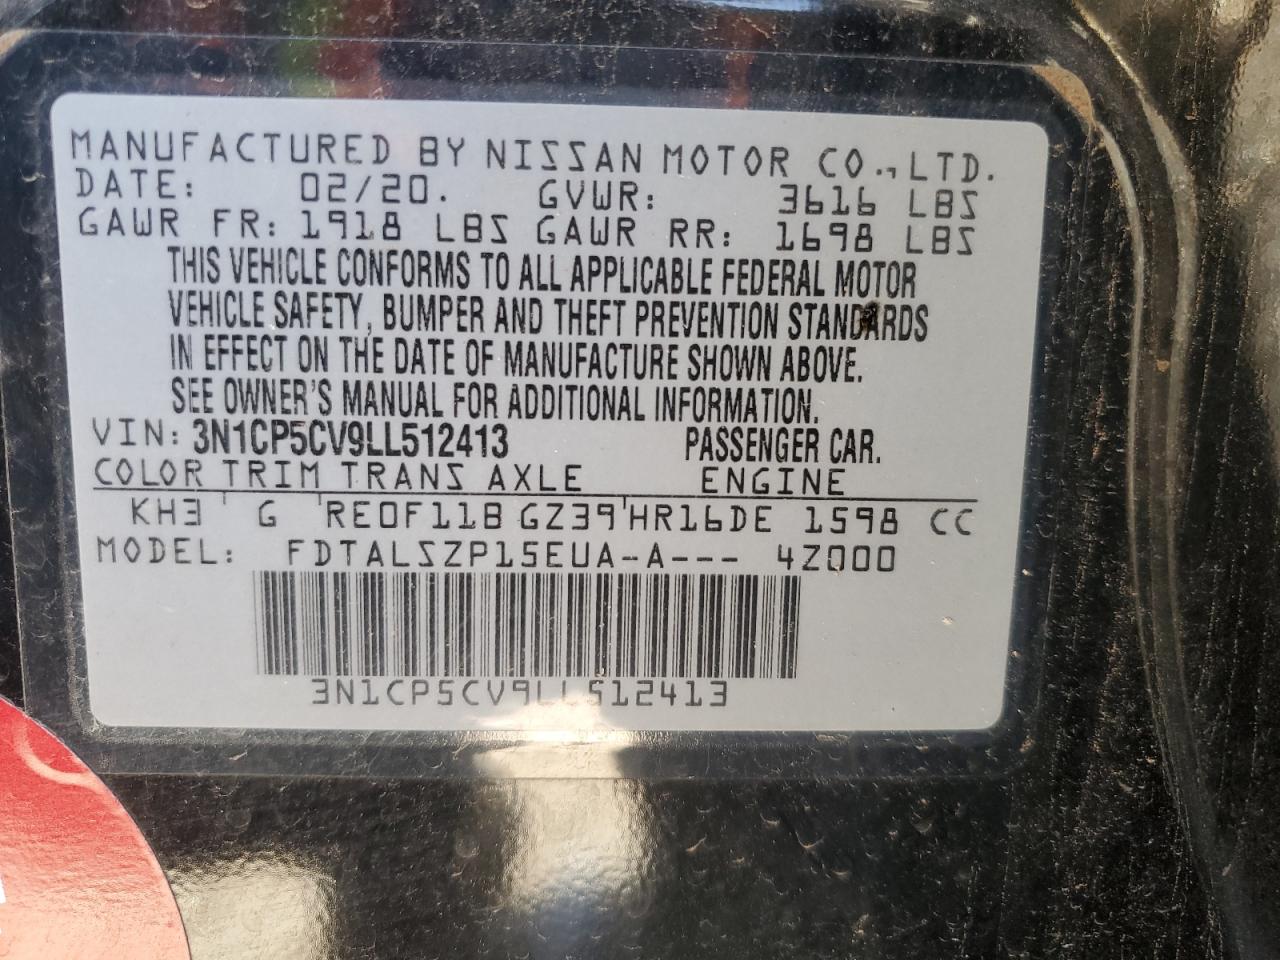 MANUFACTURED BY NISSAN MOTOR CO., LTD.
DATE: 02/20. GVWR: 3616 LBS
GAWR FR: 1918 LBS GAWR RR: 1698 LBS
THIS VEHICLE CONFORMS TO ALL APPLICABLE FEDERAL MOTOR
VEHICLE SAFETY, BUMPER AND THEFT PREVENTION STANDARDS
IN EFFECT ON THE DATE OF MANUFACTURE SHOWN ABOVE.
SEE OWNER'S MANUAL FOR ADDITIONAL INFORMATION.
VIN: 3N1CP5CV9LL512413 PASSENGER CAR.
COLOR TRIM TRANS AXLE ENGINE
KH3 G RE0F11B GZ39 HR16DE 1598 CC
MODEL: FDTALSZP15EUA-A--- 4Z000
3N1CP5CV9LL512413